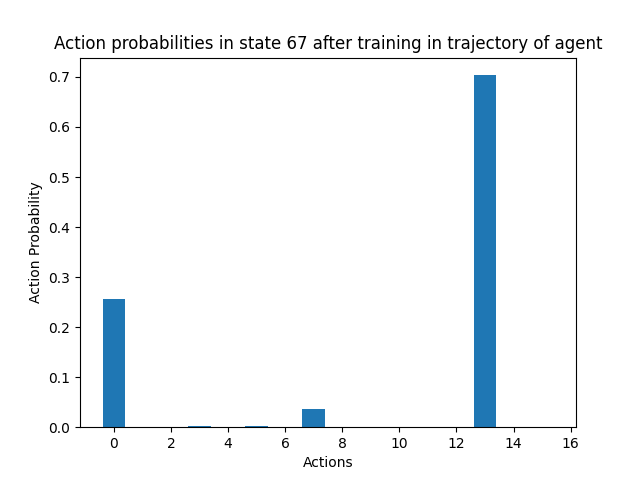 Action probabilities in state 67 after training in trajectory of agent
Action Probability
0.7
0.6
0.5
0.4
0.3
0.2
0.1
0.0
0 2 4 6 8 10 12 14 16
Actions